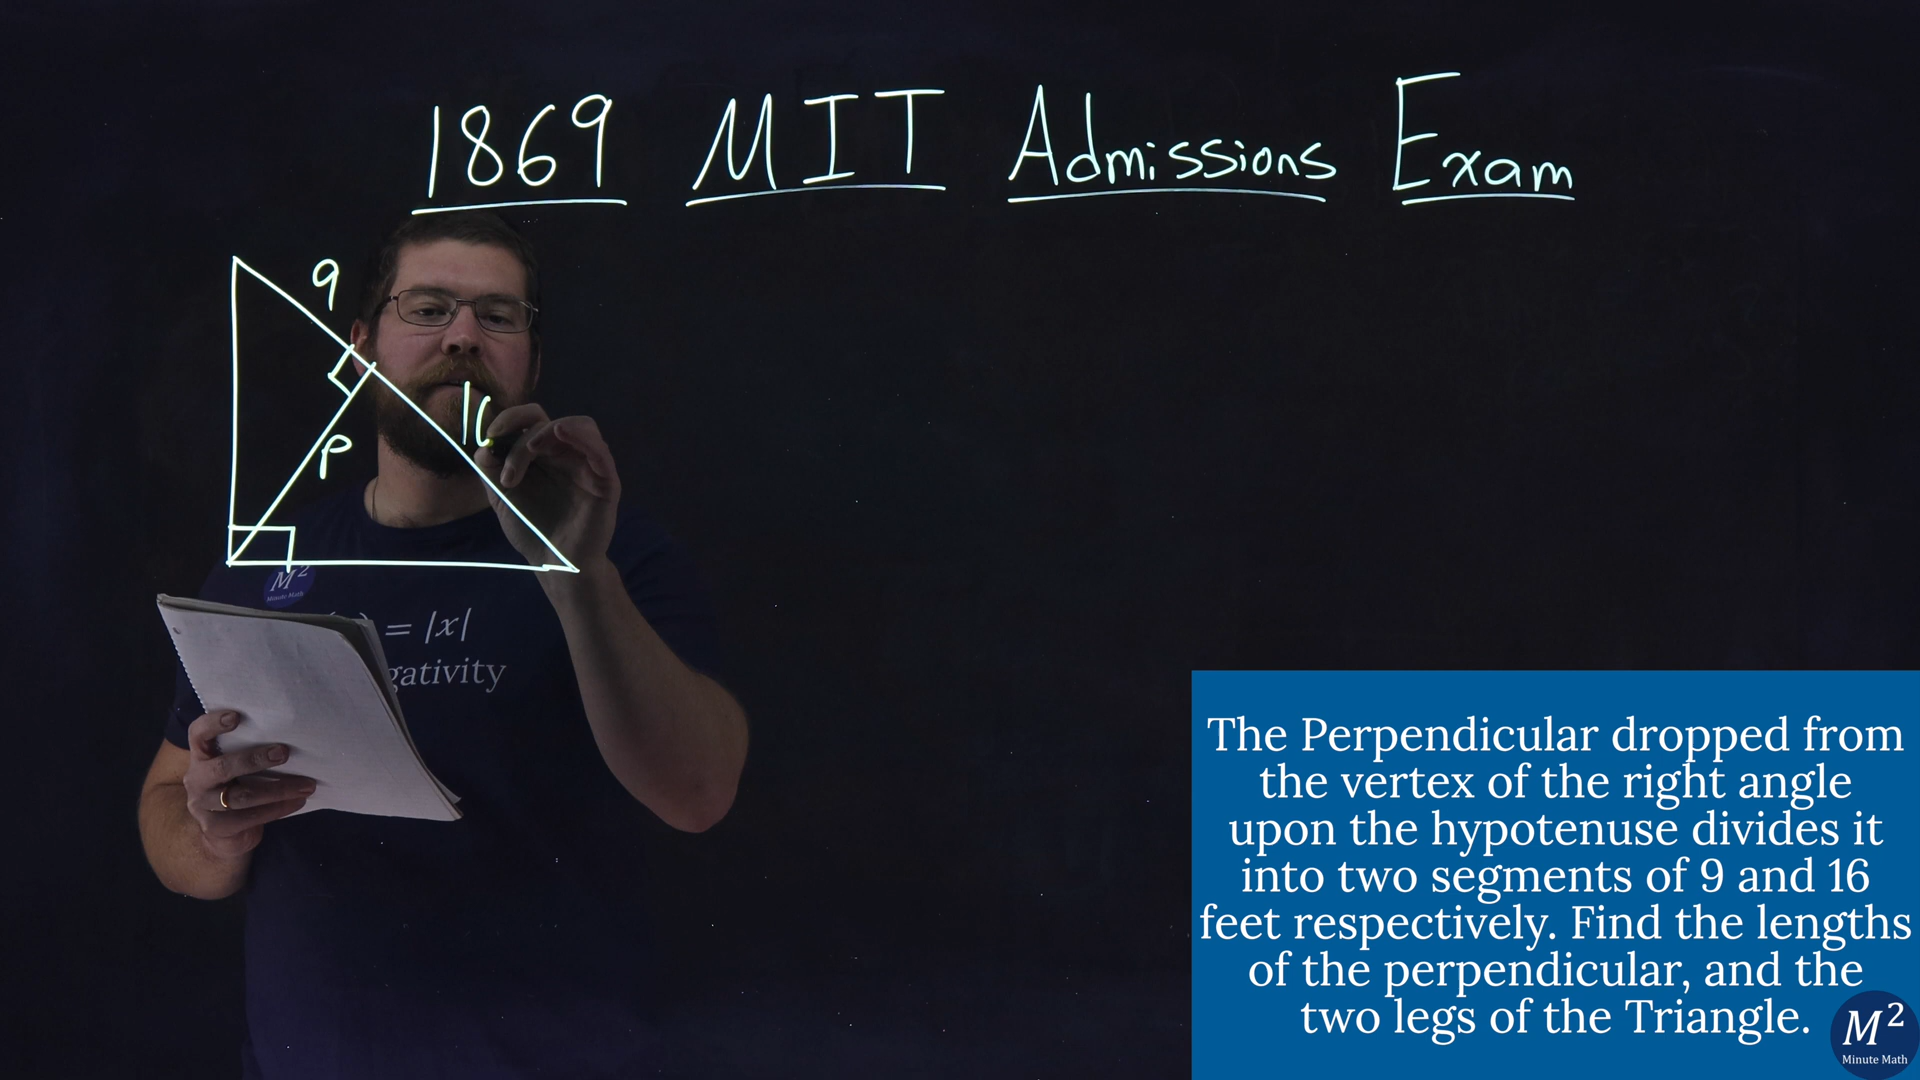 1869 MIT Admissions Exam
9
16
P
M²
Minute Math
= |x|
gativity
The Perpendicular dropped from
the vertex of the right angle
upon the hypotenuse divides it
into two segments of 9 and 16
feet respectively. Find the lengths
of the perpendicular, and the
two legs of the Triangle.
M²
Minute Math